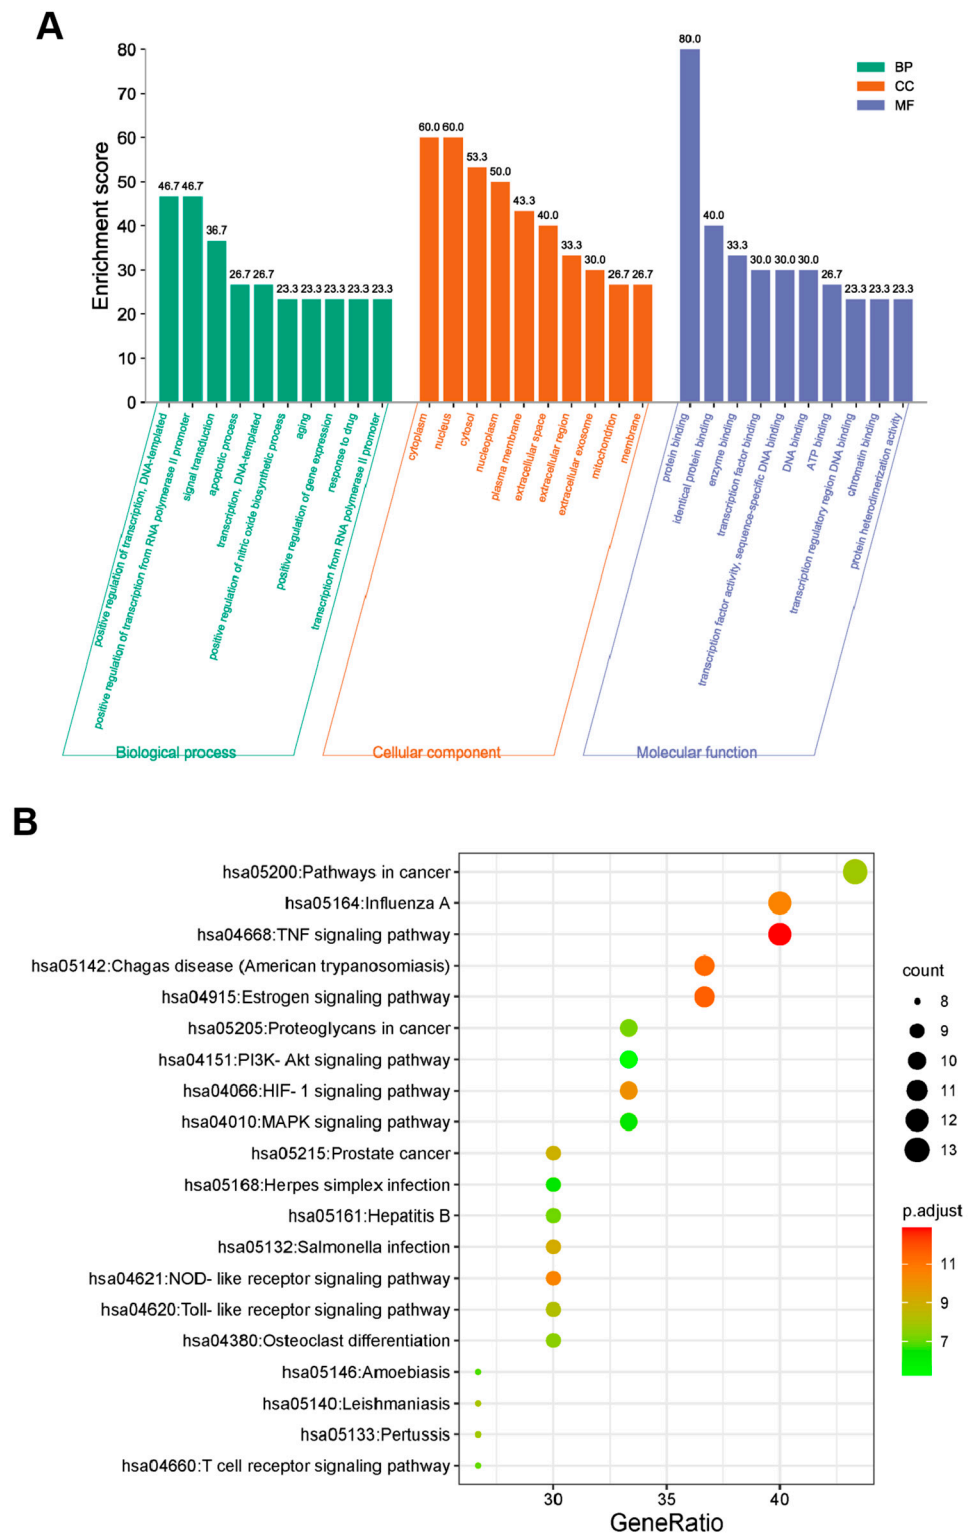 A
80
70
60
50
40
30
20
10
0
Enrichment score
46.7 46.7 36.7 26.7 26.7 23.3 23.3 23.3 23.3 23.3
60.0 60.0 53.3 50.0 43.3 40.0 33.3 30.0 26.7 26.7
80.0 40.0 33.3 30.0 30.0 30.0 26.7 23.3 23.3 23.3
BP
CC
MF
positive regulation of transcription, DNA-templated
positive regulation of transcription from RNA polymerase II promoter
signal transduction
apoptotic process
transcription, DNA-templated
positive regulation of nitric oxide biosynthetic process
aging
positive regulation of gene expression
response to drug
transcription from RNA polymerase II promoter
cytoplasm
nucleus
cytosol
nucleoplasm
plasma membrane
extracellular space
extracellular region
extracellular exosome
mitochondrion
membrane
protein binding
identical protein binding
enzyme binding
transcription factor binding
transcription factor activity, sequence-specific DNA binding
DNA binding
ATP binding
transcription regulatory region DNA binding
chromatin binding
protein heterodimerization activity
Biological process
Cellular component
Molecular function
B
hsa05200:Pathways in cancer
hsa05164:Influenza A
hsa04668:TNF signaling pathway
hsa05142:Chagas disease (American trypanosomiasis)
hsa04915:Estrogen signaling pathway
hsa05205:Proteoglycans in cancer
hsa04151:PI3K- Akt signaling pathway
hsa04066:HIF- 1 signaling pathway
hsa04010:MAPK signaling pathway
hsa05215:Prostate cancer
hsa05168:Herpes simplex infection
hsa05161:Hepatitis B
hsa05132:Salmonella infection
hsa04621:NOD- like receptor signaling pathway
hsa04620:Toll- like receptor signaling pathway
hsa04380:Osteoclast differentiation
hsa05146:Amoebiasis
hsa05140:Leishmaniasis
hsa05133:Pertussis
hsa04660:T cell receptor signaling pathway
30 35 40
GeneRatio
count
8
9
10
11
12
13
p.adjust
11
9
7